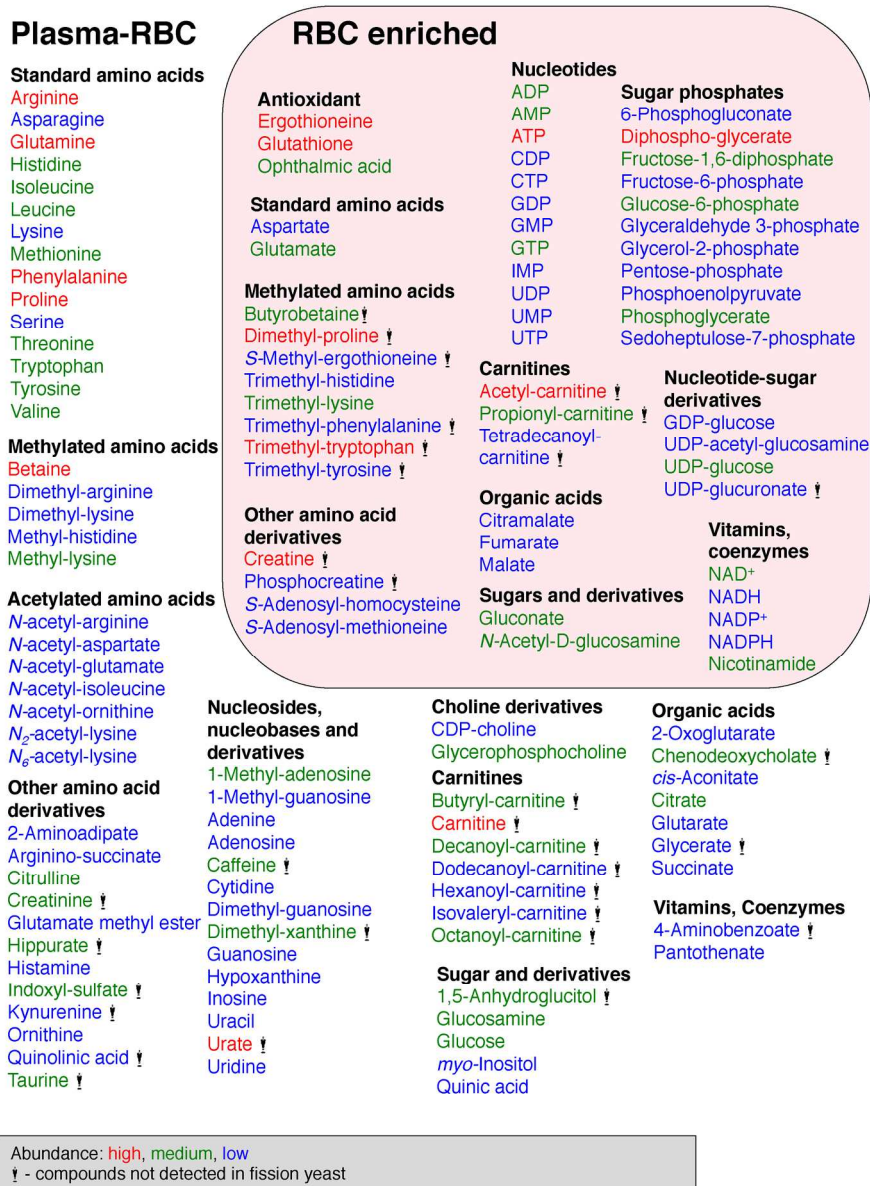 Plasma-RBC
Standard amino acids
Arginine
Asparagine
Glutamine
Histidine
Isoleucine
Leucine
Lysine
Methionine
Phenylalanine
Proline
Serine
Threonine
Tryptophan
Tyrosine
Valine
Methylated amino acids
Betaine
Dimethyl-arginine
Dimethyl-lysine
Methyl-histidine
Methyl-lysine
Acetylated amino acids
N-acetyl-arginine
N-acetyl-aspartate
N-acetyl-glutamate
N-acetyl-isoleucine
N-acetyl-ornithine
N2-acetyl-lysine
N6-acetyl-lysine
Other amino acid
derivatives
2-Aminoadipate
Arginino-succinate
Citrulline
Creatinine
Glutamate methyl ester
Hippurate
Histamine
Indoxyl-sulfate
Kynurenine
Ornithine
Quinolinic acid
Taurine
RBC enriched
Antioxidant
Ergothioneine
Glutathione
Ophthalmic acid
Standard amino acids
Aspartate
Glutamate
Methylated amino acids
Butyrobetaine
Dimethyl-proline
S-Methyl-ergothioneine
Trimethyl-histidine
Trimethyl-lysine
Trimethyl-phenylalanine
Trimethyl-tryptophan
Trimethyl-tyrosine
Other amino acid
derivatives
Creatine
Phosphocreatine
S-Adenosyl-homocysteine
S-Adenosyl-methioneine
Nucleotides
ADP
AMP
ATP
CDP
CTP
GDP
GMP
GTP
IMP
UDP
UMP
UTP
Carnitines
Acetyl-carnitine
Propionyl-carnitine
Tetradecanoyl-
carnitine
Organic acids
Citramalate
Fumarate
Malate
Sugars and derivatives
Gluconate
N-Acetyl-D-glucosamine
Sugar phosphates
6-Phosphogluconate
Diphospho-glycerate
Fructose-1,6-diphosphate
Fructose-6-phosphate
Glucose-6-phosphate
Glyceraldehyde 3-phosphate
Glycerol-2-phosphate
Pentose-phosphate
Phosphoenolpyruvate
Phosphoglycerate
Sedoheptulose-7-phosphate
Nucleotide-sugar
derivatives
GDP-glucose
UDP-acetyl-glucosamine
UDP-glucose
UDP-glucuronate
Vitamins,
coenzymes
NAD+
NADH
NADP+
NADPH
Nicotinamide
Nucleosides,
nucleobases and
derivatives
1-Methyl-adenosine
1-Methyl-guanosine
Adenine
Adenosine
Caffeine
Cytidine
Dimethyl-guanosine
Dimethyl-xanthine
Guanosine
Hypoxanthine
Inosine
Uracil
Urate
Uridine
Choline derivatives
CDP-choline
Glycerophosphocholine
Carnitines
Butyryl-carnitine
Carnitine
Decanoyl-carnitine
Dodecanoyl-carnitine
Hexanoyl-carnitine
Isovaleryl-carnitine
Octanoyl-carnitine
Sugar and derivatives
1,5-Anhydroglucitol
Glucosamine
Glucose
myo-Inositol
Quinic acid
Organic acids
2-Oxoglutarate
Chenodeoxycholate
cis-Aconitate
Citrate
Glutarate
Glycerate
Succinate
Vitamins, Coenzymes
4-Aminobenzoate
Pantothenate
Abundance: high, medium, low
- compounds not detected in fission yeast